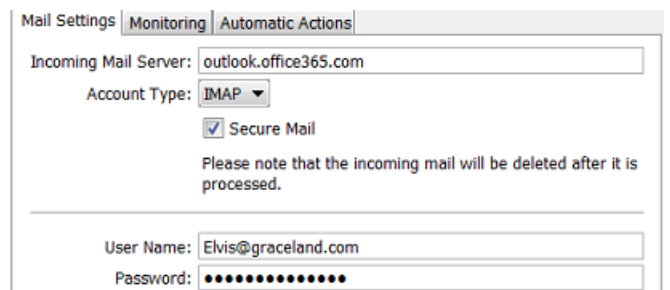 Mail Settings Monitoring Automatic Actions
Incoming Mail Server: outlook.office365.com
Account Type: IMAP
Secure Mail
Please note that the incoming mail will be deleted after it is
processed.
User Name: Elvis@graceland.com
Password: ●●●●●●●●●●●●●●